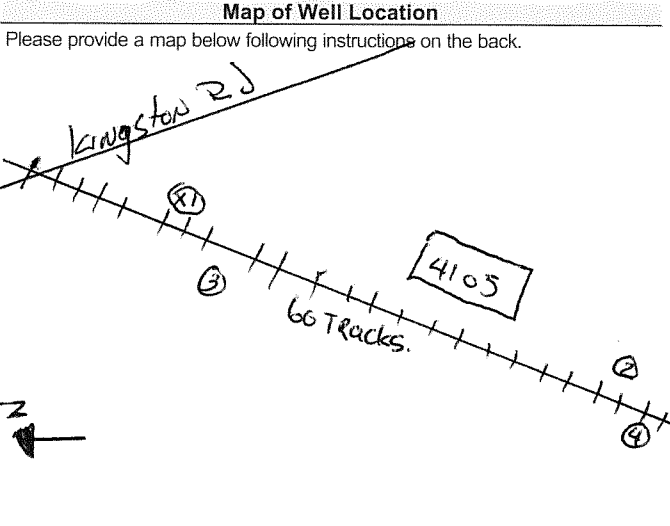 Map of Well Location
Please provide a map below following instructions on the back.
Kingston Rd
X1
3
4105
60 Tracks.
2
4
N